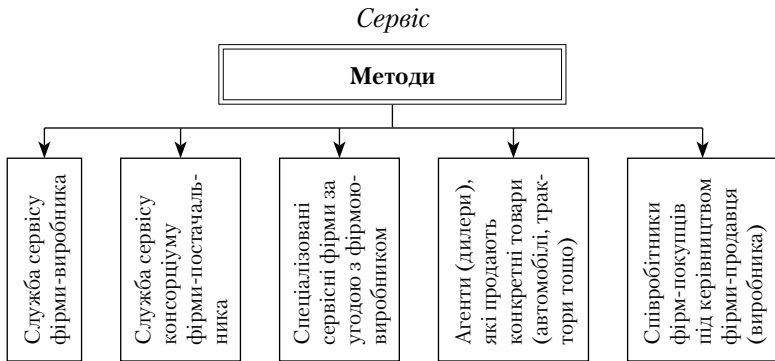 Сервіс
Методи
Служба сервісу
фірми-виробника
Служба сервісу
консорціуму
фірми-постачаль-
ника
Спеціалізовані
сервісні фірми за
угодою з фірмою-
виробником
Агенти (дилери),
які продають
конкретні товари
(автомобілі, трак-
тори тощо)
Співробітники
фірм-покупців
під керівництвом
фірми-продавця
(виробника)